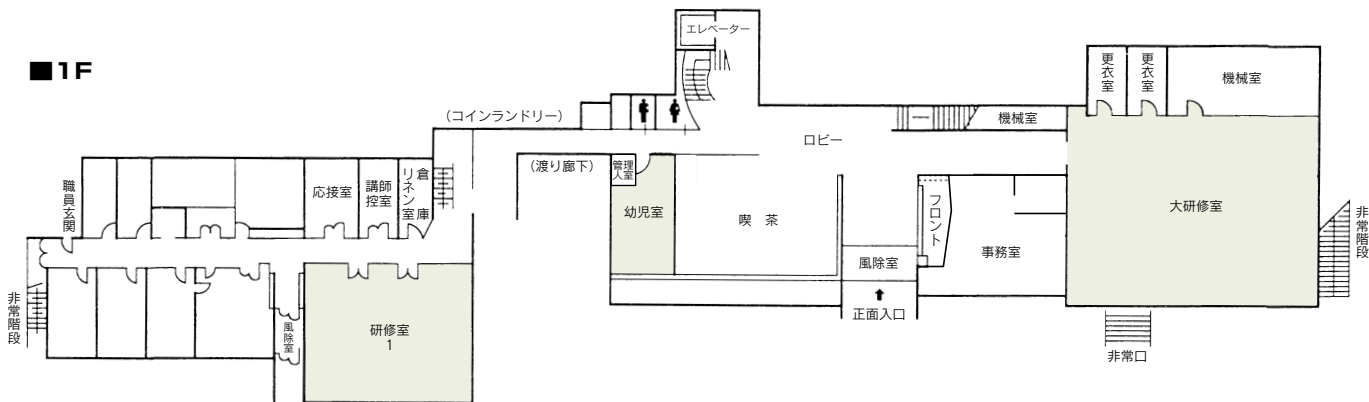 ■1F
エレベーター
更衣室
更衣室
機械室
(コインランドリー)
機械室
ロビー
(渡り廊下)
管理
人室
職員玄関
応接室
講師
控室
倉庫
リネン室
幼児室
喫茶
フロント
事務室
大研修室
非常階段
風除室
正面入口
非常階段
風除室
研修室
1
非常口